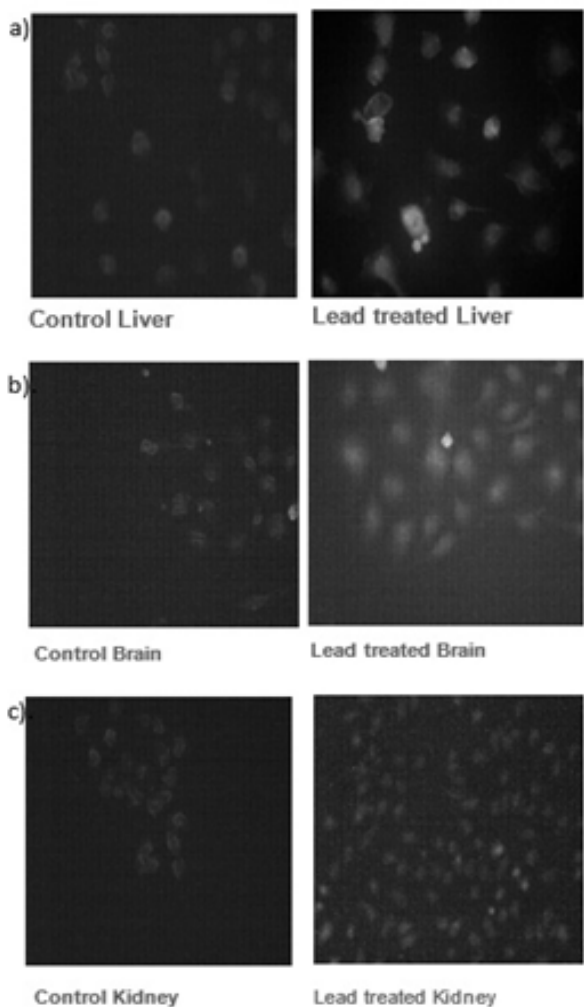 a)
Control Liver
Lead treated Liver
b).
Control Brain
Lead treated Brain
c).
Control Kidney
Lead treated Kidney